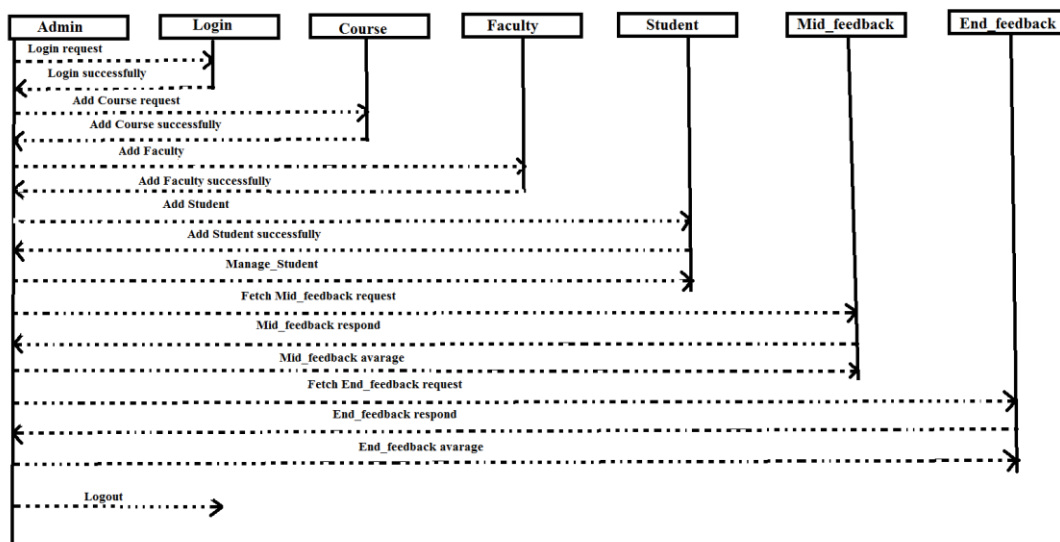 Admin
Login
Course
Faculty
Student
Mid_feedback
End_feedback
Login request
Login successfully
Add Course request
Add Course successfully
Add Faculty
Add Faculty successfully
Add Student
Add Student successfully
Manage_Student
Fetch Mid_feedback request
Mid_feedback respond
Mid_feedback avarage
Fetch End_feedback request
End_feedback respond
End_feedback avarage
Logout